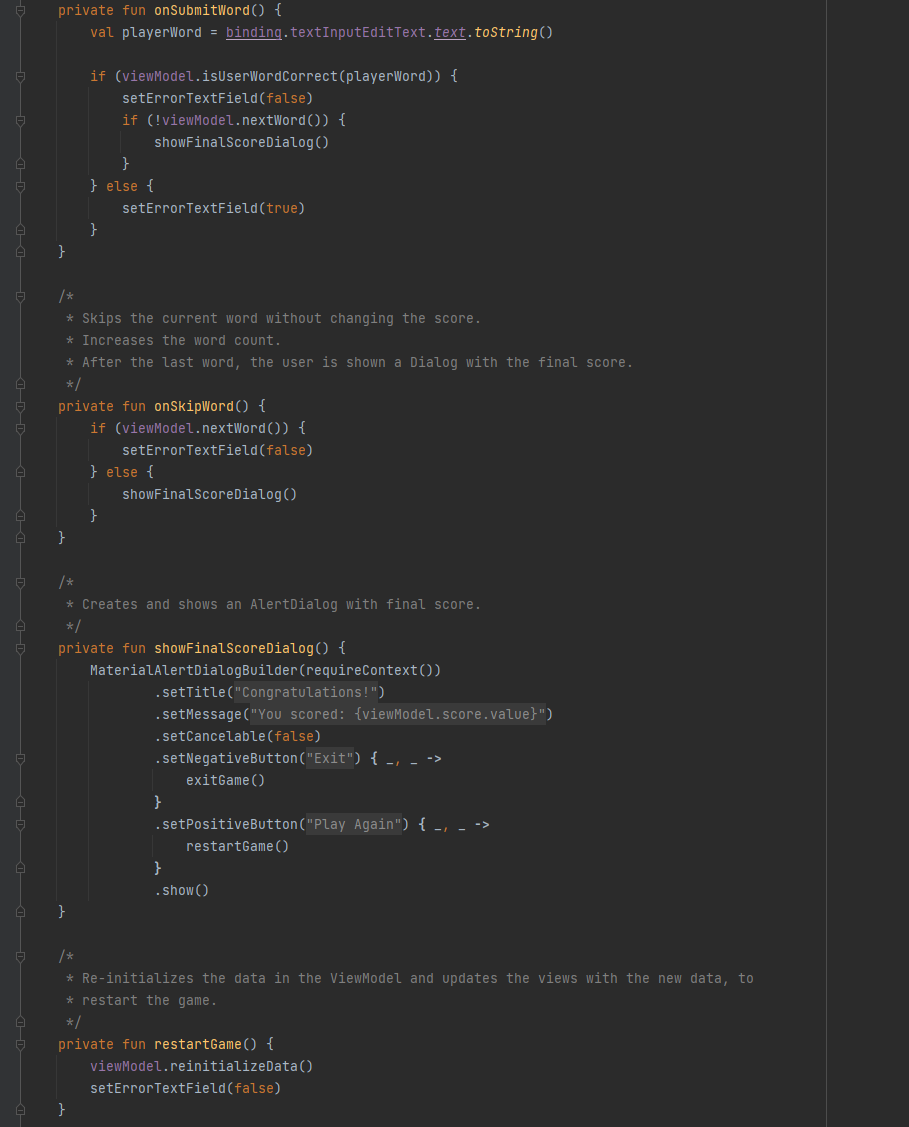 private fun onSubmitWord() {
    val playerWord = binding.textInputEditText.text.toString()

    if (viewModel.isUserWordCorrect(playerWord)) {
        setErrorTextField(false)
        if (!viewModel.nextWord()) {
            showFinalScoreDialog()
        }
    } else {
        setErrorTextField(true)
    }
}

/*
 * Skips the current word without changing the score.
 * Increases the word count.
 * After the last word, the user is shown a Dialog with the final score.
 */
private fun onSkipWord() {
    if (viewModel.nextWord()) {
        setErrorTextField(false)
    } else {
        showFinalScoreDialog()
    }
}

/*
 * Creates and shows an AlertDialog with final score.
 */
private fun showFinalScoreDialog() {
    MaterialAlertDialogBuilder(requireContext())
            .setTitle("Congratulations!")
            .setMessage("You scored: {viewModel.score.value}")
            .setCancelable(false)
            .setNegativeButton("Exit") { _, _ ->
                exitGame()
            }
            .setPositiveButton("Play Again") { _, _ ->
                restartGame()
            }
            .show()
}

/*
 * Re-initializes the data in the ViewModel and updates the views with the new data, to
 * restart the game.
 */
private fun restartGame() {
    viewModel.reinitializeData()
    setErrorTextField(false)
}